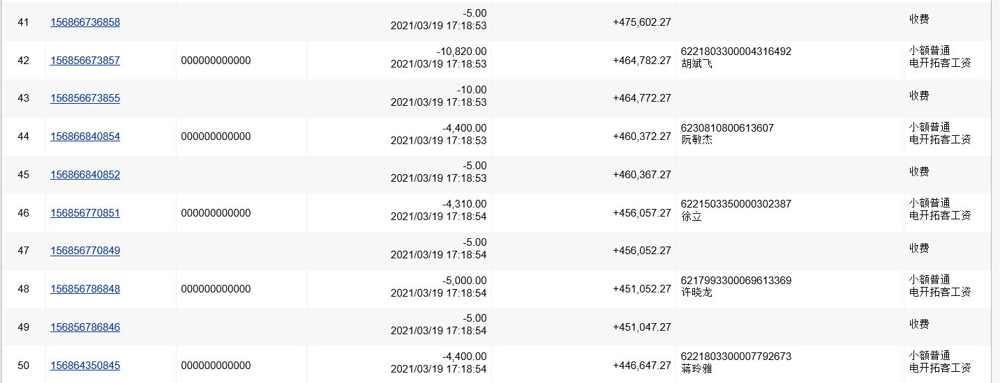 41 156866736858 -5.00 +475,602.27 收费
2021/03/19 17:18:53
42 156856673857 000000000000 -10,820.00 +464,782.27 6221803300004316492 小额普通
2021/03/19 17:18:53 胡斌飞 电开拓客工资
43 156856673855 -10.00 +464,772.27 收费
2021/03/19 17:18:53
44 156866840854 000000000000 -4,400.00 +460,372.27 6230810800613607 小额普通
2021/03/19 17:18:53 阮敏杰 电开拓客工资
45 156866840852 -5.00 +460,367.27 收费
2021/03/19 17:18:53
46 156856770851 000000000000 -4,310.00 +456,057.27 6221503350000302387 小额普通
2021/03/19 17:18:54 徐立 电开拓客工资
47 156856770849 -5.00 +456,052.27 收费
2021/03/19 17:18:54
48 156856786848 000000000000 -5,000.00 +451,052.27 6217993300069613369 小额普通
2021/03/19 17:18:54 许晓龙 电开拓客工资
49 156856786846 -5.00 +451,047.27 收费
2021/03/19 17:18:54
50 156864350845 000000000000 -4,400.00 +446,647.27 6221803300007792673 小额普通
2021/03/19 17:18:54 蒋玲雅 电开拓客工资